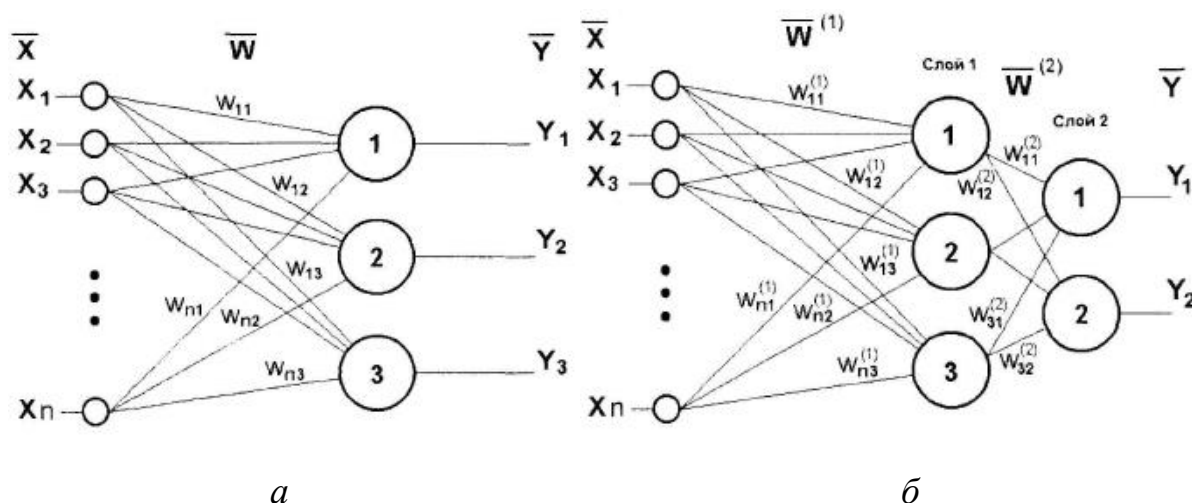 X̅ W̅ Y̅
X₁
X₂
X₃
Xn
W₁₁
W₁₂
W₁₃
Wn₁
Wn₂
Wn₃
1
2
3
Y₁
Y₂
Y₃
а
X̅ W̅⁽¹⁾ Слой 1 W̅⁽²⁾ Слой 2 Y̅
X₁
X₂
X₃
Xn
W₁₁⁽¹⁾
W₁₂⁽¹⁾
W₁₃⁽¹⁾
Wn₁⁽¹⁾
Wn₂⁽¹⁾
Wn₃⁽¹⁾
1
2
3
W₁₁⁽²⁾
W₁₂⁽²⁾
W₃₁⁽²⁾
W₃₂⁽²⁾
1
2
Y₁
Y₂
б